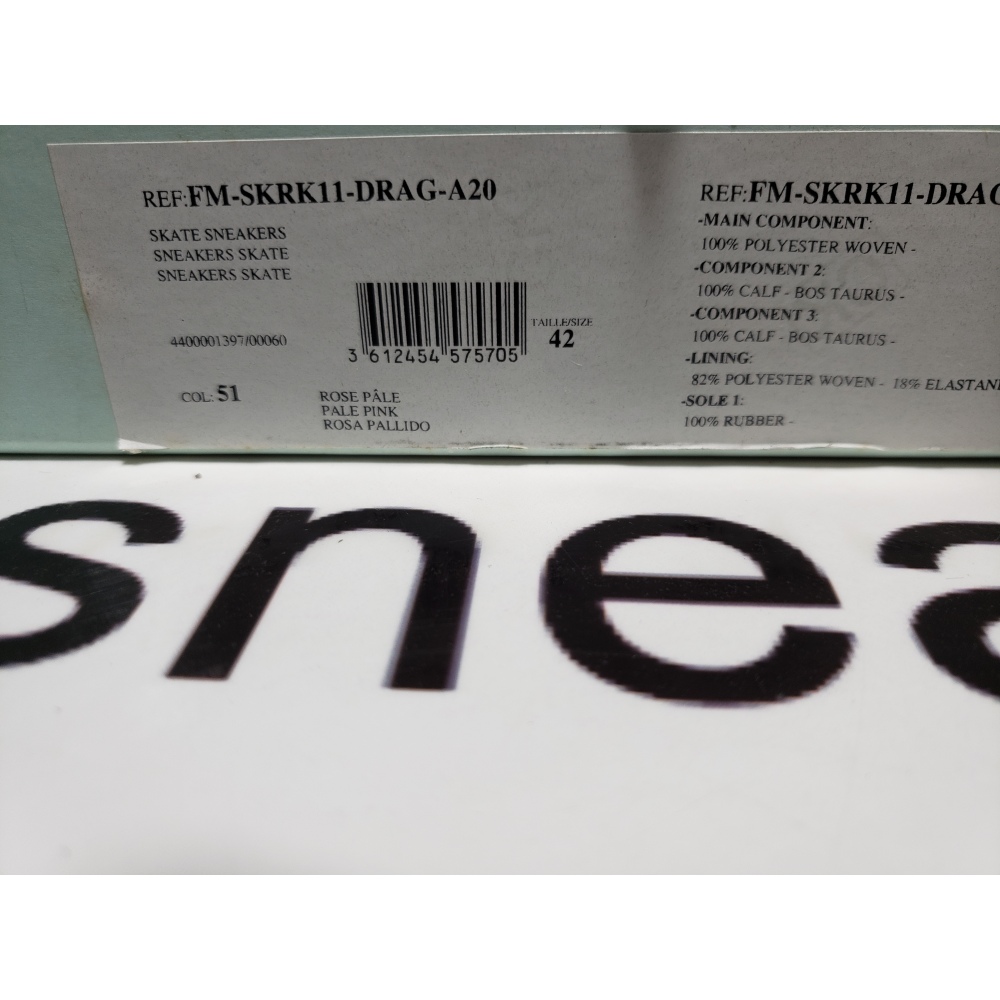 REF:FM-SKRK11-DRAG-A20
SKATE SNEAKERS
SNEAKERS SKATE
SNEAKERS SKATE
4400001397/00060
3 612454 575705
TAILLE/SIZE
42
COL: 51
ROSE PÂLE
PALE PINK
ROSA PALLIDO
REF:FM-SKRK11-DRAG
-MAIN COMPONENT:
100% POLYESTER WOVEN -
-COMPONENT 2:
100% CALF - BOS TAURUS -
-COMPONENT 3:
100% CALF - BOS TAURUS -
-LINING:
82% POLYESTER WOVEN - 18% ELASTAN
-SOLE 1:
100% RUBBER -
snea